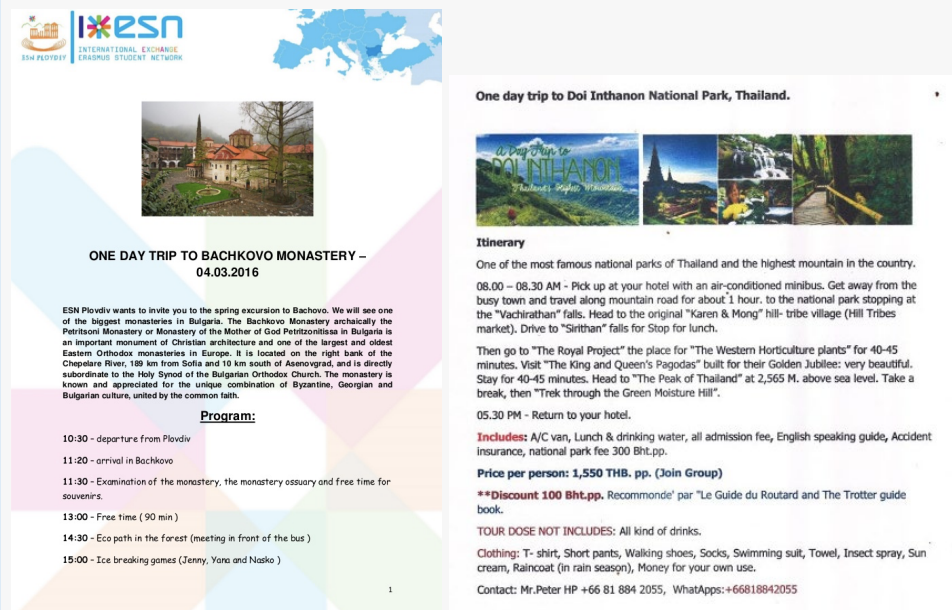 ESN PLOVDIV
esn
INTERNATIONAL EXCHANGE
ERASMUS STUDENT NETWORK
ONE DAY TRIP TO BACHKOVO MONASTERY –
04.03.2016
ESN Plovdiv wants to invite you to the spring excursion to Bachovo. We will see one
of the biggest monasteries in Bulgaria. The Bachkovo Monastery archaically the
Petritsoni Monastery or Monastery of the Mother of God Petritzonitissa in Bulgaria is
an important monument of Christian architecture and one of the largest and oldest
Eastern Orthodox monasteries in Europe. It is located on the right bank of the
Chepelare River, 189 km from Sofia and 10 km south of Asenovgrad, and is directly
subordinate to the Holy Synod of the Bulgarian Orthodox Church. The monastery is
known and appreciated for the unique combination of Byzantine, Georgian and
Bulgarian culture, united by the common faith.
Program:
10:30 – departure from Plovdiv
11:20 – arrival in Bachkovo
11:30 – Examination of the monastery, the monastery ossuary and free time for
souvenirs.
13:00 – Free time ( 90 min )
14:30 – Eco path in the forest (meeting in front of the bus )
15:00 – Ice breaking games (Jenny, Yana and Nasko )
1
One day trip to Doi Inthanon National Park, Thailand.
A Day Trip to
DOI INTHANON
Thailand's Highest Mountain
Itinerary
One of the most famous national parks of Thailand and the highest mountain in the country.
08.00 – 08.30 AM - Pick up at your hotel with an air-conditioned minibus. Get away from the
busy town and travel along mountain road for about 1 hour. to the national park stopping at
the "Vachirathan" falls. Head to the original "Karen & Mong" hill- tribe village (Hill Tribes
market). Drive to "Sirithan" falls for Stop for lunch.
Then go to "The Royal Project" the place for "The Western Horticulture plants" for 40-45
minutes. Visit "The King and Queen's Pagodas" built for their Golden Jubilee: very beautiful.
Stay for 40-45 minutes. Head to "The Peak of Thailand" at 2,565 M. above sea level. Take a
break, then "Trek through the Green Moisture Hill".
05.30 PM - Return to your hotel.
Includes: A/C van, Lunch & drinking water, all admission fee, English speaking guide, Accident
insurance, national park fee 300 Bht.pp.
Price per person: 1,550 THB. pp. (Join Group)
**Discount 100 Bht.pp. Recommonde' par "Le Guide du Routard and The Trotter guide
book.
TOUR DOSE NOT INCLUDES: All kind of drinks.
Clothing: T- shirt, Short pants, Walking shoes, Socks, Swimming suit, Towel, Insect spray, Sun
cream, Raincoat (in rain season), Money for your own use.
Contact: Mr.Peter HP +66 81 884 2055, WhatApps:+66818842055